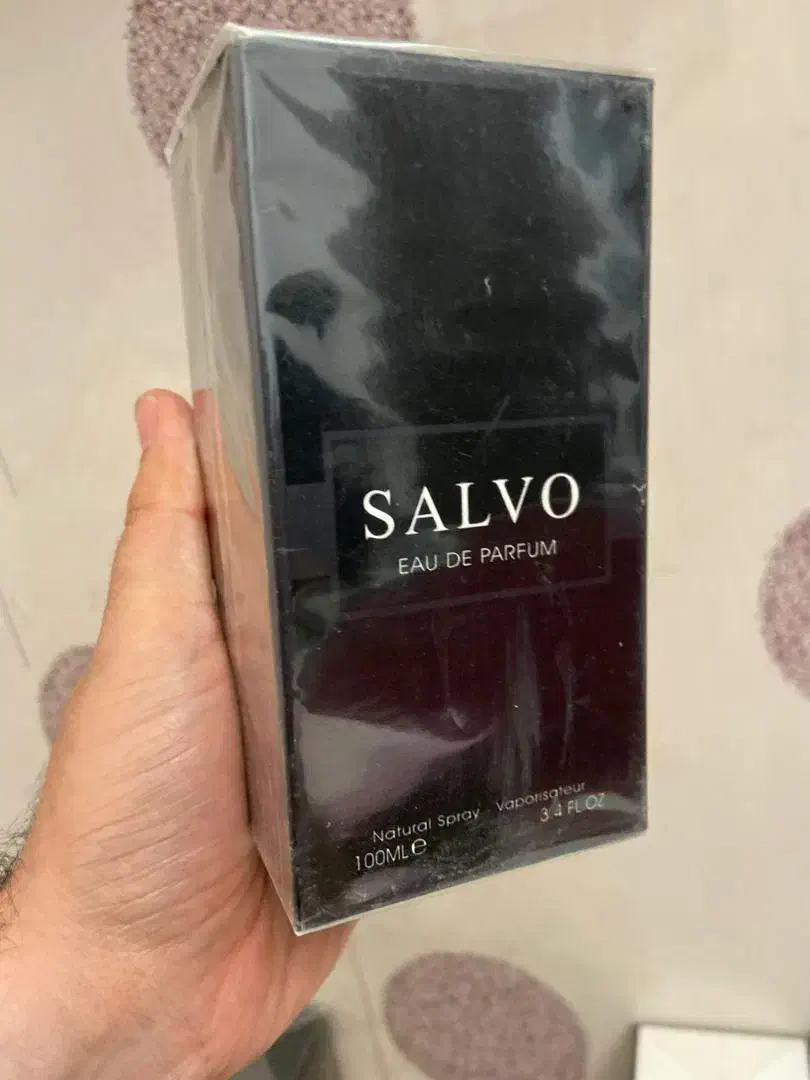 SALVO
EAU DE PARFUM
Natural Spray Vaporisateur
100ML e 3.4 FL OZ